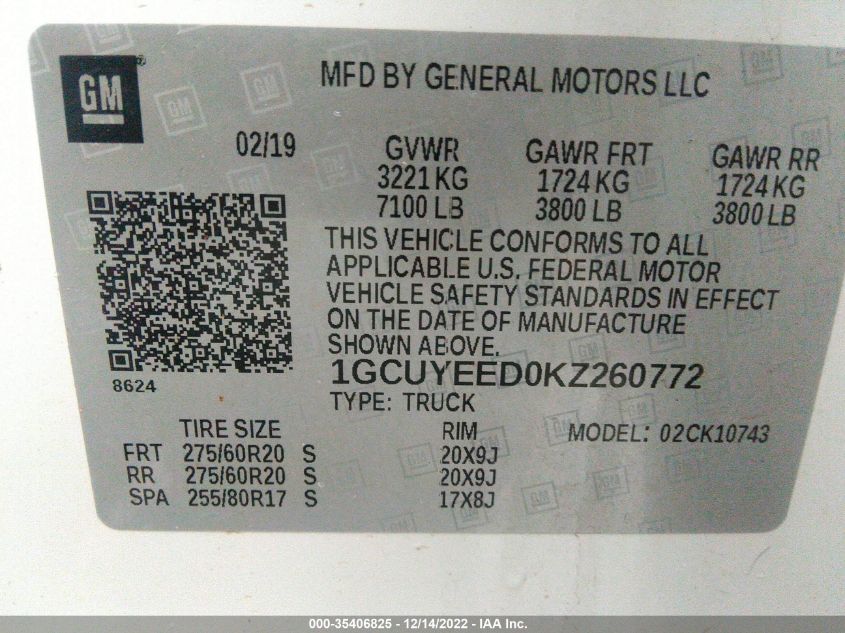 GM
MFD BY GENERAL MOTORS LLC
02/19 GVWR GAWR FRT GAWR RR
3221 KG 1724 KG 1724 KG
7100 LB 3800 LB 3800 LB
THIS VEHICLE CONFORMS TO ALL
APPLICABLE U.S. FEDERAL MOTOR
VEHICLE SAFETY STANDARDS IN EFFECT
ON THE DATE OF MANUFACTURE
SHOWN ABOVE.
8624
1GCUYEED0KZ260772
TYPE: TRUCK
TIRE SIZE RIM MODEL: 02CK10743
FRT 275/60R20 S 20X9J
RR 275/60R20 S 20X9J
SPA 255/80R17 S 17X8J
000-35406825 - 12/14/2022 - IAA Inc.